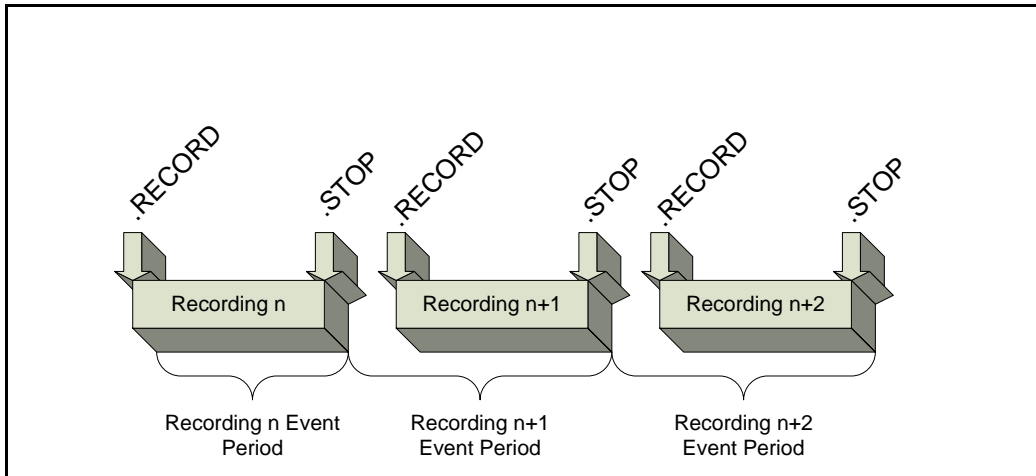 .RECORD
.STOP
.RECORD
.STOP
.RECORD
.STOP
Recording n
Recording n+1
Recording n+2
Recording n Event
Period
Recording n+1
Event Period
Recording n+2
Event Period